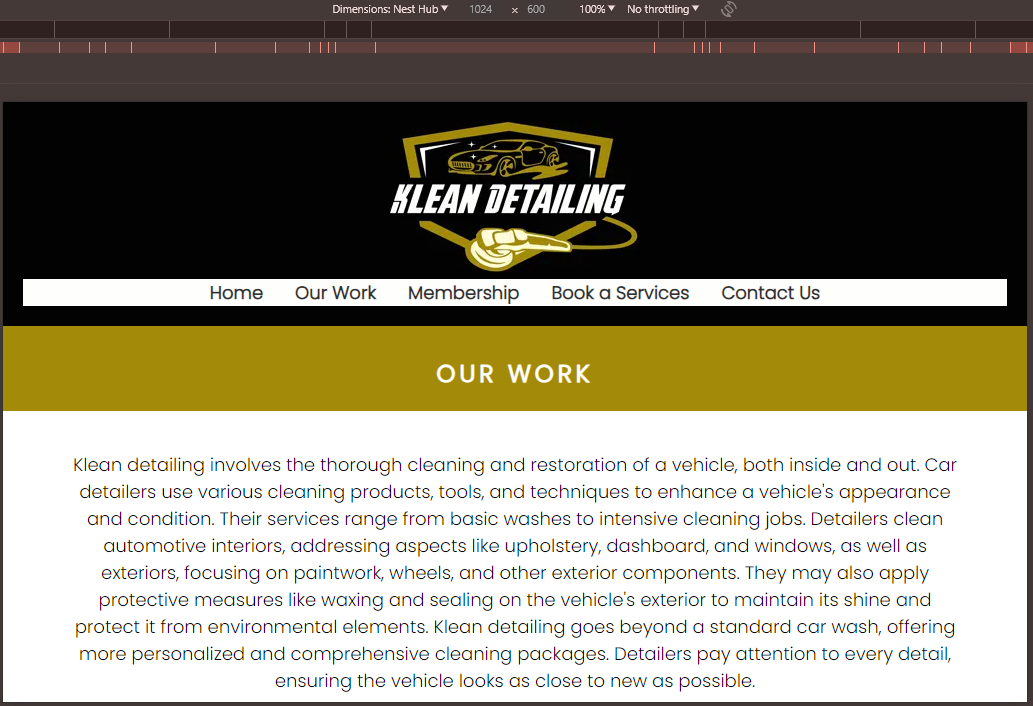 Dimensions: Nest Hub ▼ 1024 × 600 100% ▼ No throttling ▼
KLEAN DETAILING
Home Our Work Membership Book a Services Contact Us
OUR WORK
Klean detailing involves the thorough cleaning and restoration of a vehicle, both inside and out. Car
detailers use various cleaning products, tools, and techniques to enhance a vehicle's appearance
and condition. Their services range from basic washes to intensive cleaning jobs. Detailers clean
automotive interiors, addressing aspects like upholstery, dashboard, and windows, as well as
exteriors, focusing on paintwork, wheels, and other exterior components. They may also apply
protective measures like waxing and sealing on the vehicle's exterior to maintain its shine and
protect it from environmental elements. Klean detailing goes beyond a standard car wash, offering
more personalized and comprehensive cleaning packages. Detailers pay attention to every detail,
ensuring the vehicle looks as close to new as possible.